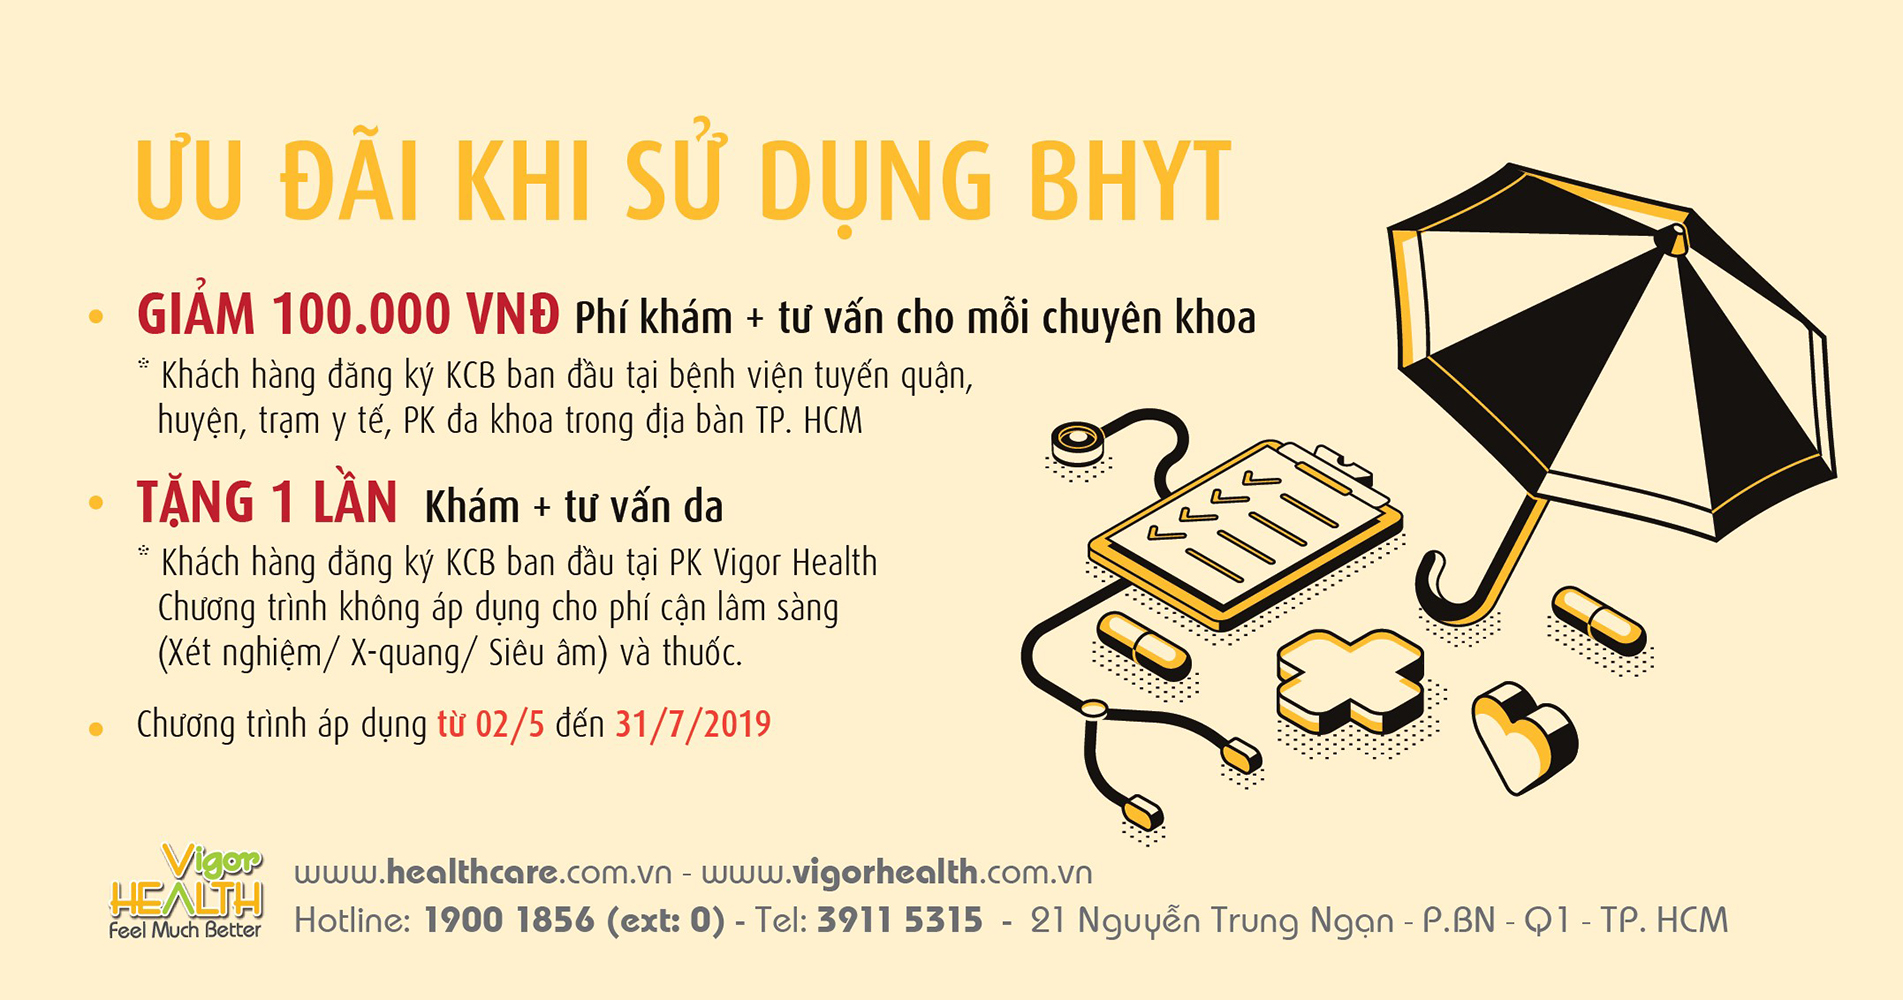 ƯU ĐÃI KHI SỬ DỤNG BHYT
• GIẢM 100.000 VNĐ Phí khám + tư vấn cho mỗi chuyên khoa
* Khách hàng đăng ký KCB ban đầu tại bệnh viện tuyến quận,
huyện, trạm y tế, PK đa khoa trong địa bàn TP. HCM
• TẶNG 1 LẦN Khám + tư vấn da
* Khách hàng đăng ký KCB ban đầu tại PK Vigor Health
Chương trình không áp dụng cho phí cận lâm sàng
(Xét nghiệm/ X-quang/ Siêu âm) và thuốc.
• Chương trình áp dụng từ 02/5 đến 31/7/2019
Vigor
HEALTH
Feel Much Better
www.healthcare.com.vn - www.vigorhealth.com.vn
Hotline: 1900 1856 (ext: 0) - Tel: 3911 5315 - 21 Nguyễn Trung Ngạn - P.BN - Q1 - TP. HCM